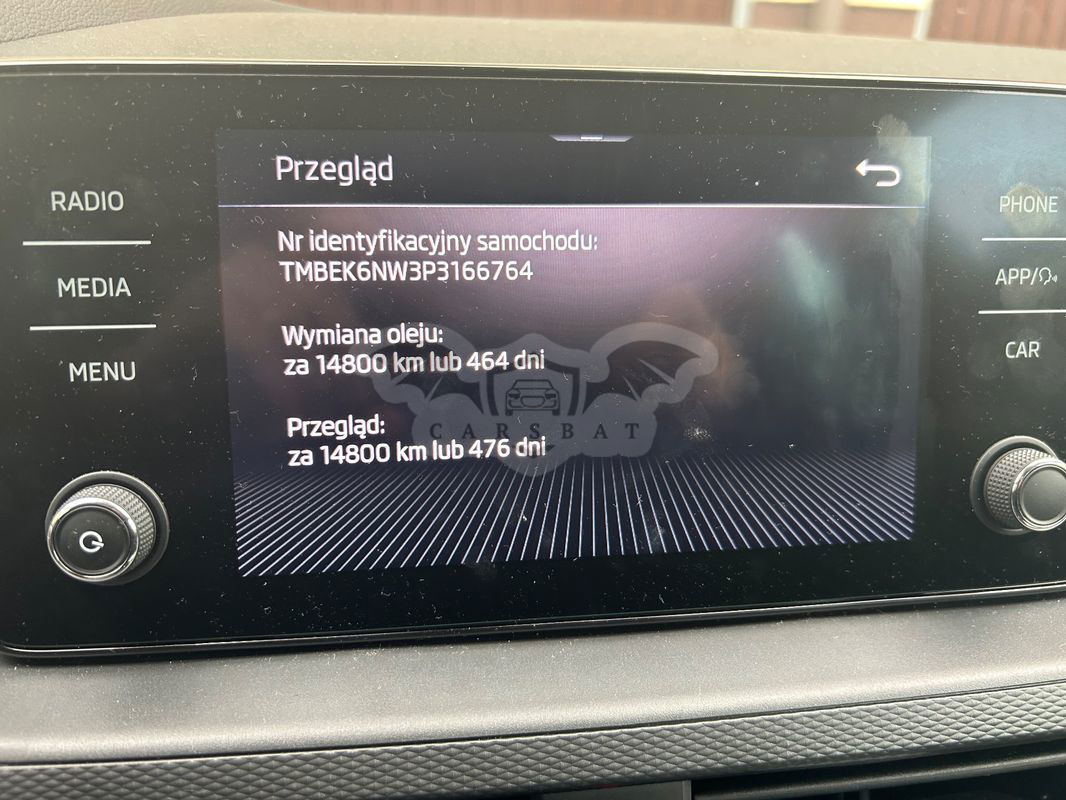 Przegląd
RADIO
MEDIA
MENU
Nr identyfikacyjny samochodu:
TMBEK6NW3P3166764
Wymiana oleju:
za 14800 km lub 464 dni
CARSBAT
Przegląd:
za 14800 km lub 476 dni
PHONE
APP/
CAR